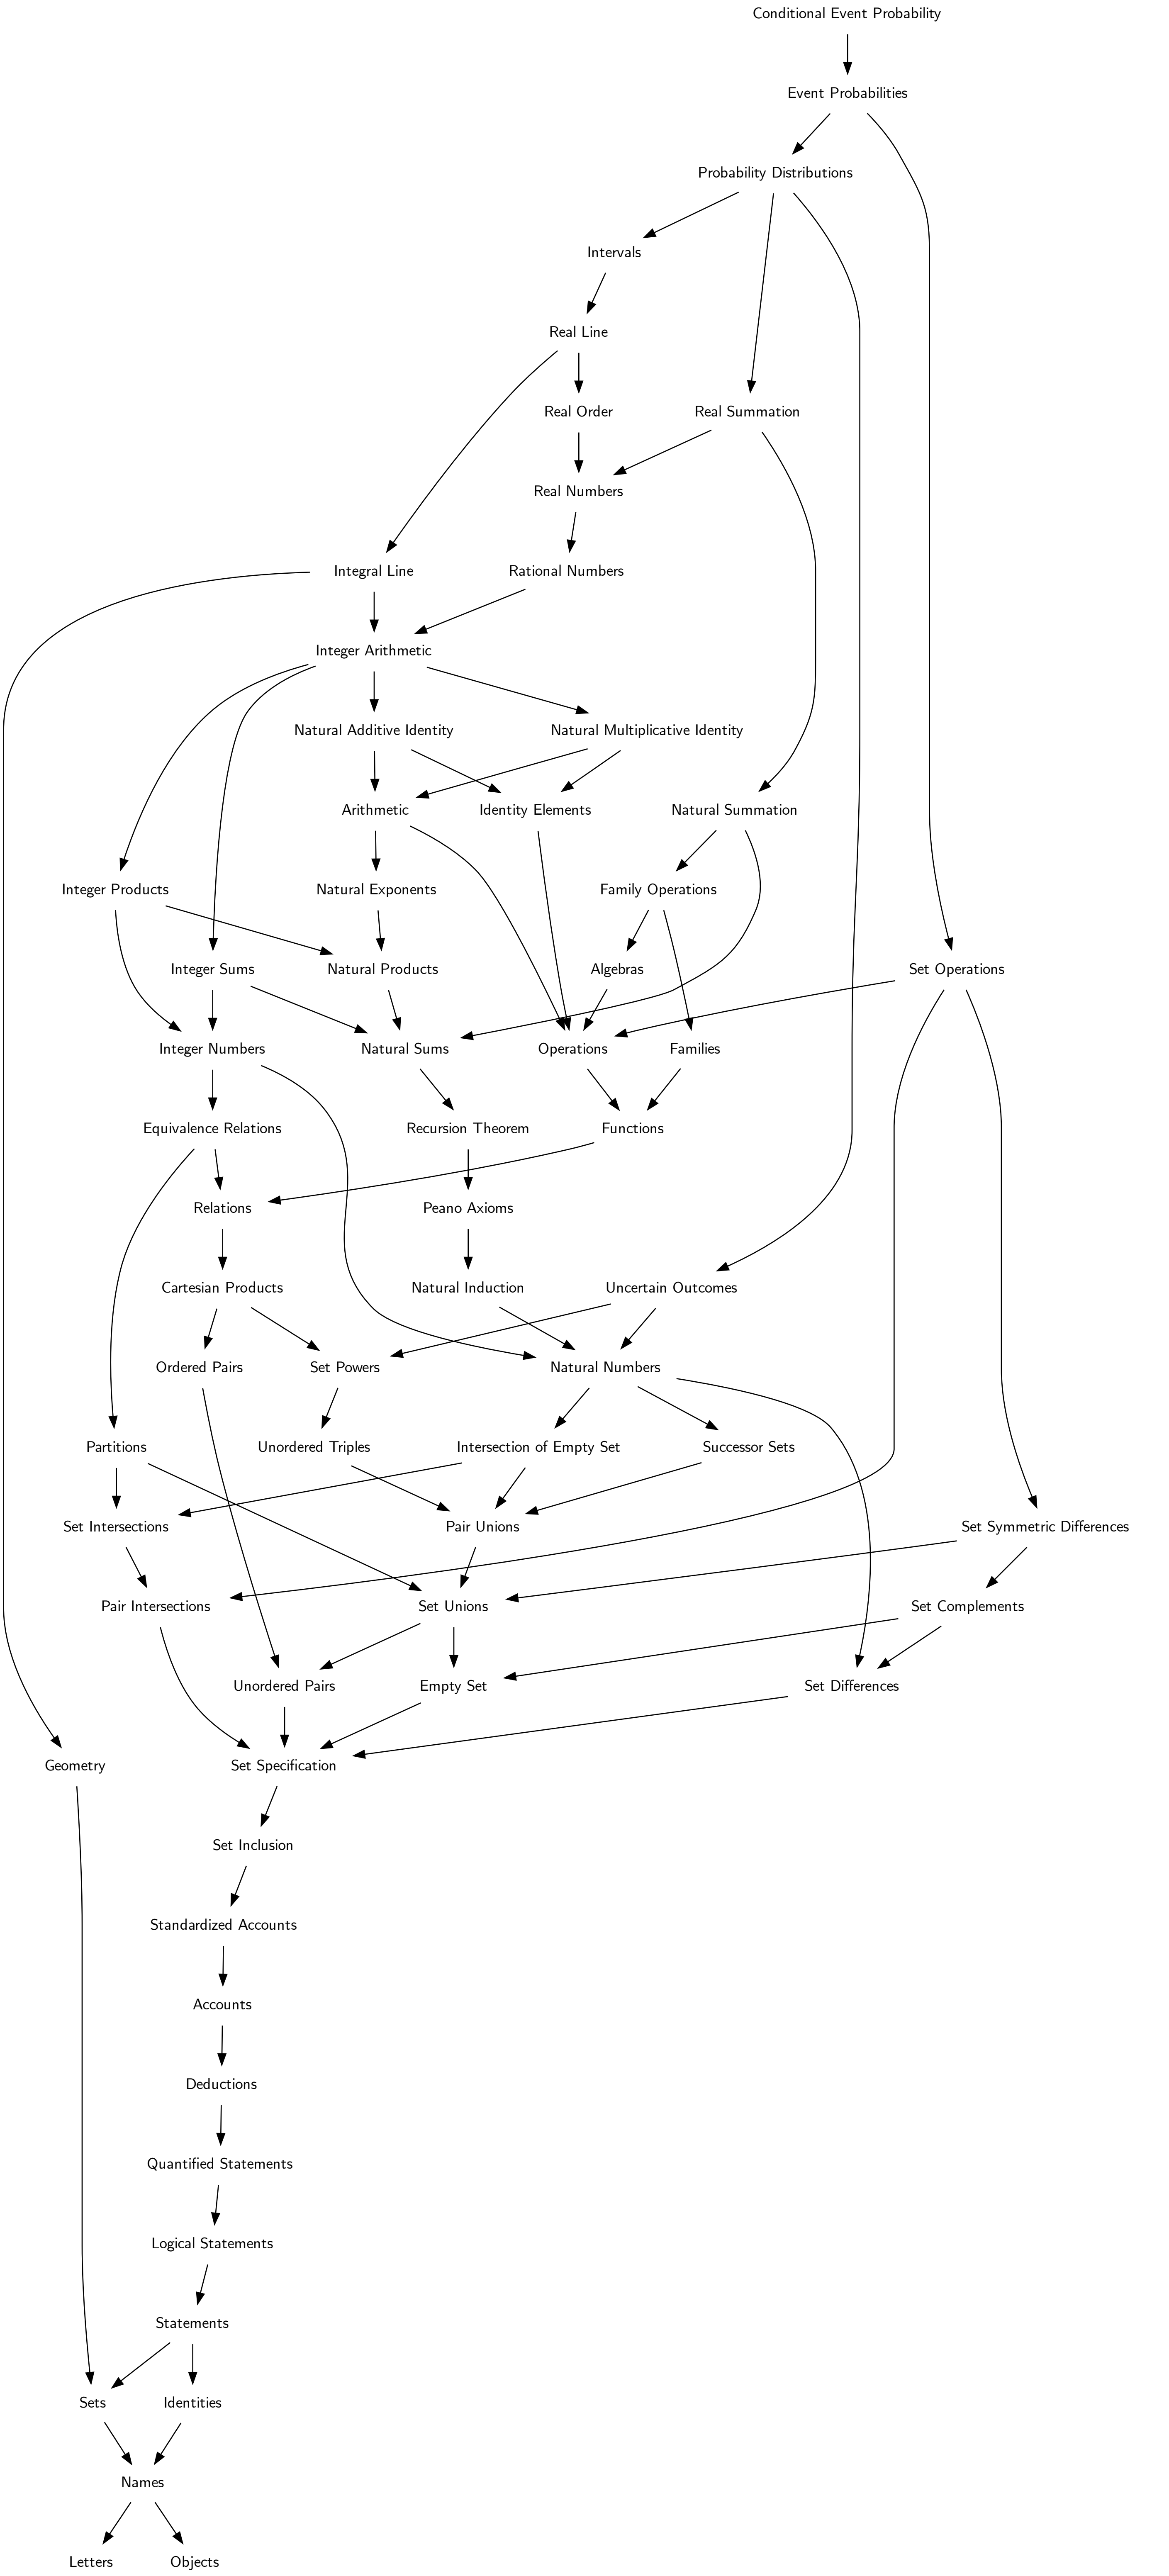 Conditional Event Probability
Event Probabilities
Probability Distributions
Intervals
Real Line
Real Order
Real Summation
Real Numbers
Integral Line
Rational Numbers
Integer Arithmetic
Natural Additive Identity
Natural Multiplicative Identity
Arithmetic
Identity Elements
Natural Summation
Integer Products
Natural Exponents
Family Operations
Integer Sums
Natural Products
Algebras
Set Operations
Integer Numbers
Natural Sums
Operations
Families
Equivalence Relations
Recursion Theorem
Functions
Relations
Peano Axioms
Cartesian Products
Natural Induction
Uncertain Outcomes
Ordered Pairs
Set Powers
Natural Numbers
Partitions
Unordered Triples
Intersection of Empty Set
Successor Sets
Set Intersections
Pair Unions
Set Symmetric Differences
Pair Intersections
Set Unions
Set Complements
Unordered Pairs
Empty Set
Set Differences
Geometry
Set Specification
Set Inclusion
Standardized Accounts
Accounts
Deductions
Quantified Statements
Logical Statements
Statements
Sets
Identities
Names
Letters
Objects